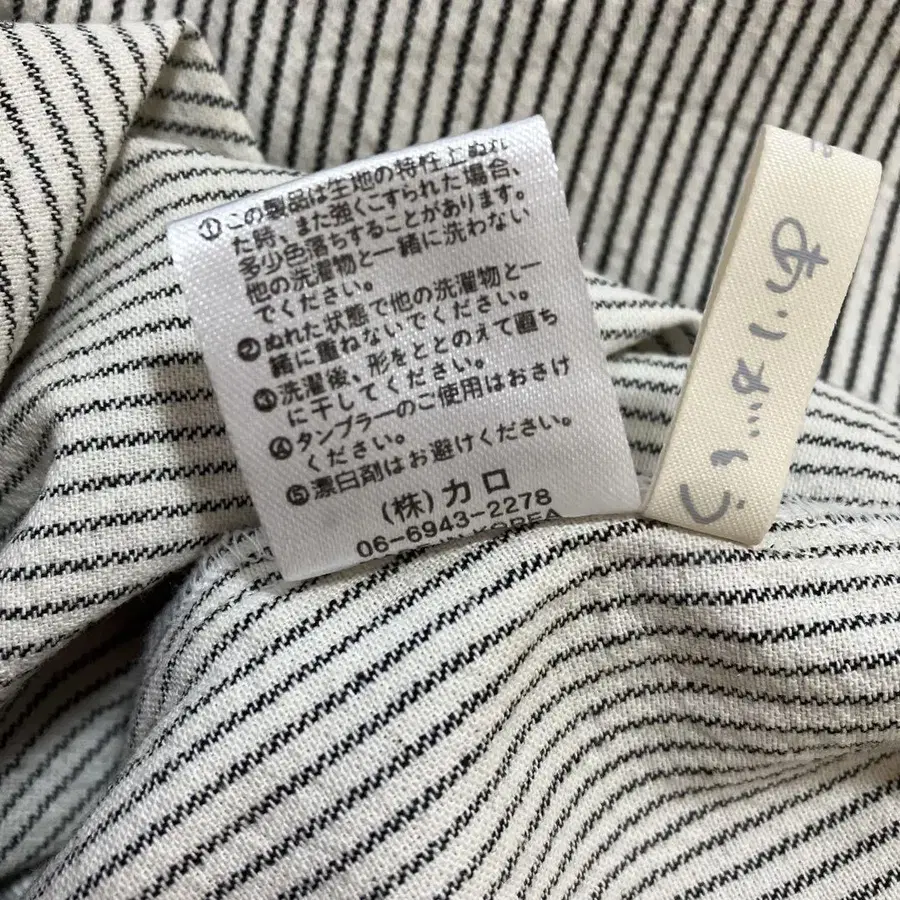 ①この製品は生地の特性上ぬれ
た時、また強くこすられた場合、
多少色落ちすることがあります。
他の洗濯物と一緒に洗わない
でください。
②ぬれた状態で他の洗濯物と一
緒に重ねないでください。
③洗濯後、形をととのえて直ち
に干してください。
④タンブラーのご使用はおさけ
ください。
⑤漂白剤はお避けください。
(株)カロ
06-6943-2278
KOREA
ありがとう